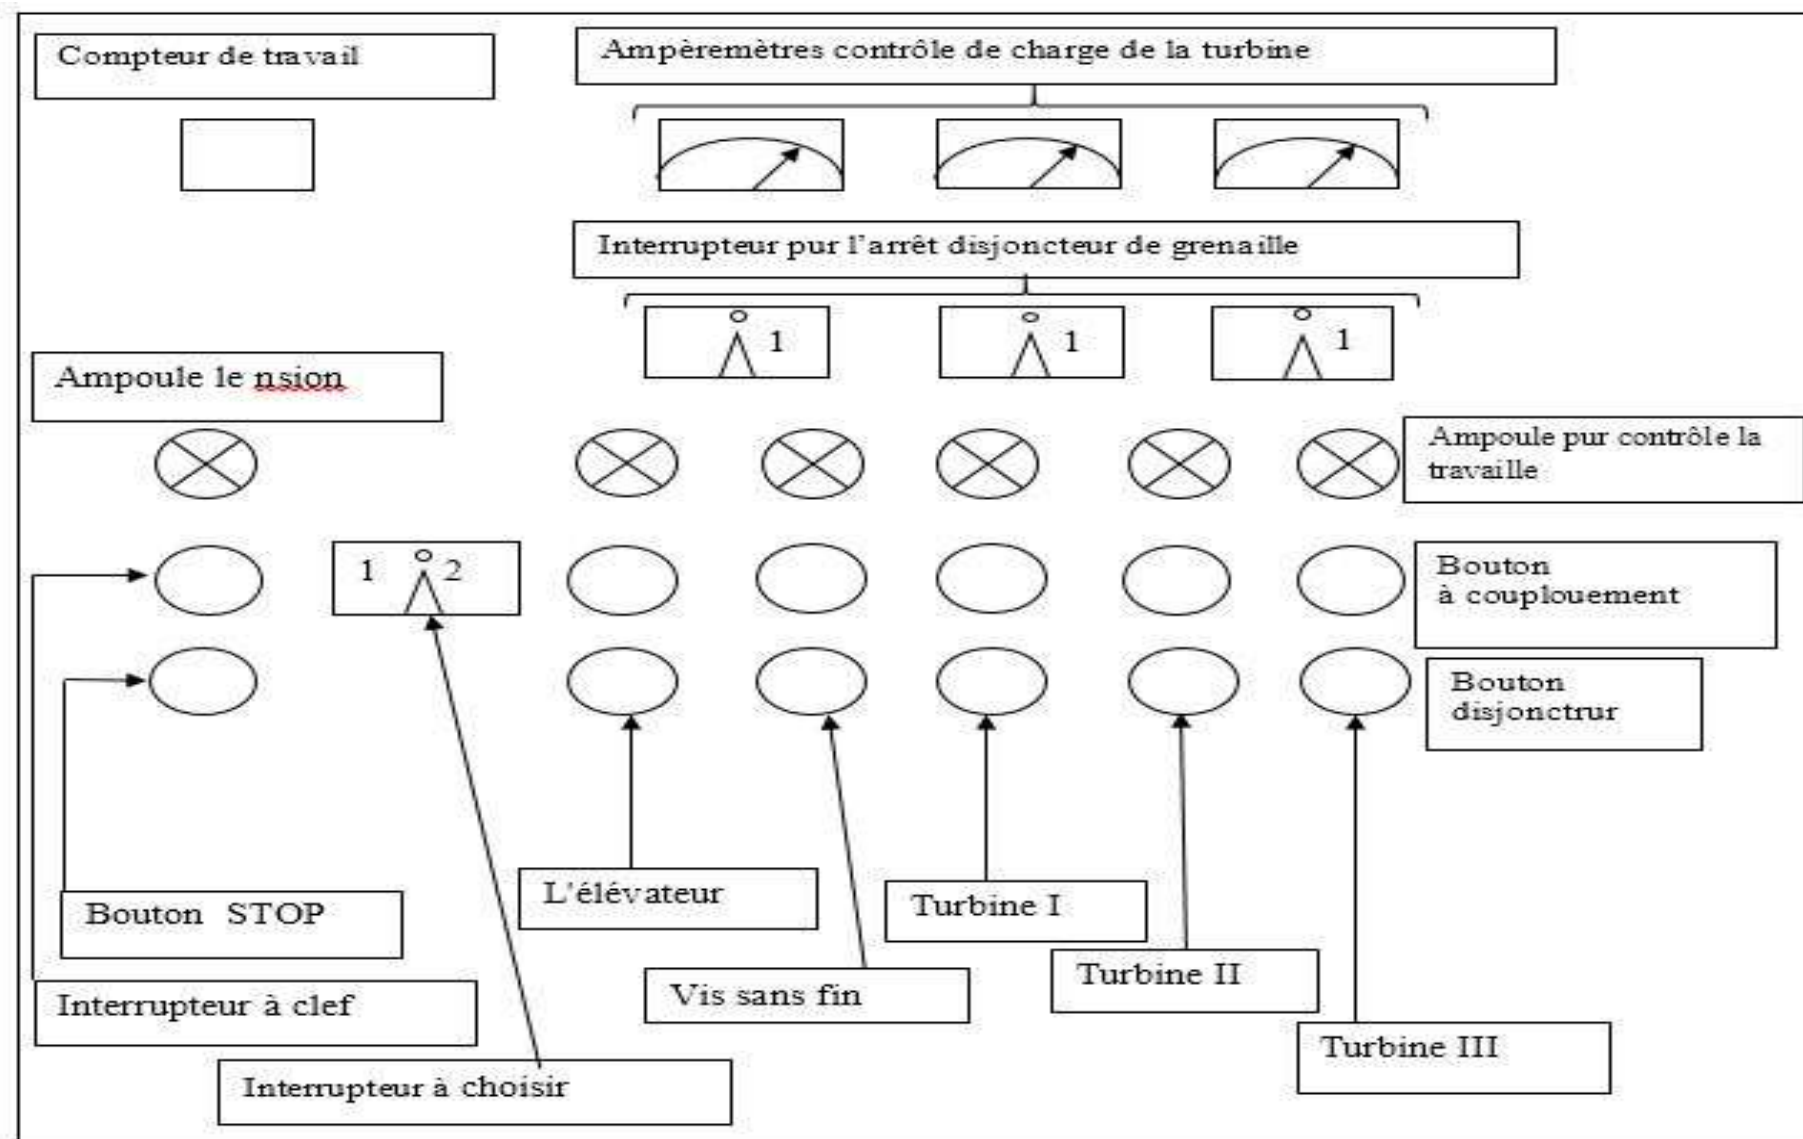 Compteur de travail
Ampèremètres contrôle de charge de la turbine
Interrupteur pur l'arrêt disjoncteur de grenaille
1
1
1
Ampoule le nsion
Ampoule pur contrôle la
travaille
1 2
Bouton
à couplouement
Bouton
disjonctrur
L'élévateur
Turbine I
Bouton STOP
Turbine II
Vis sans fin
Interrupteur à clef
Turbine III
Interrupteur à choisir